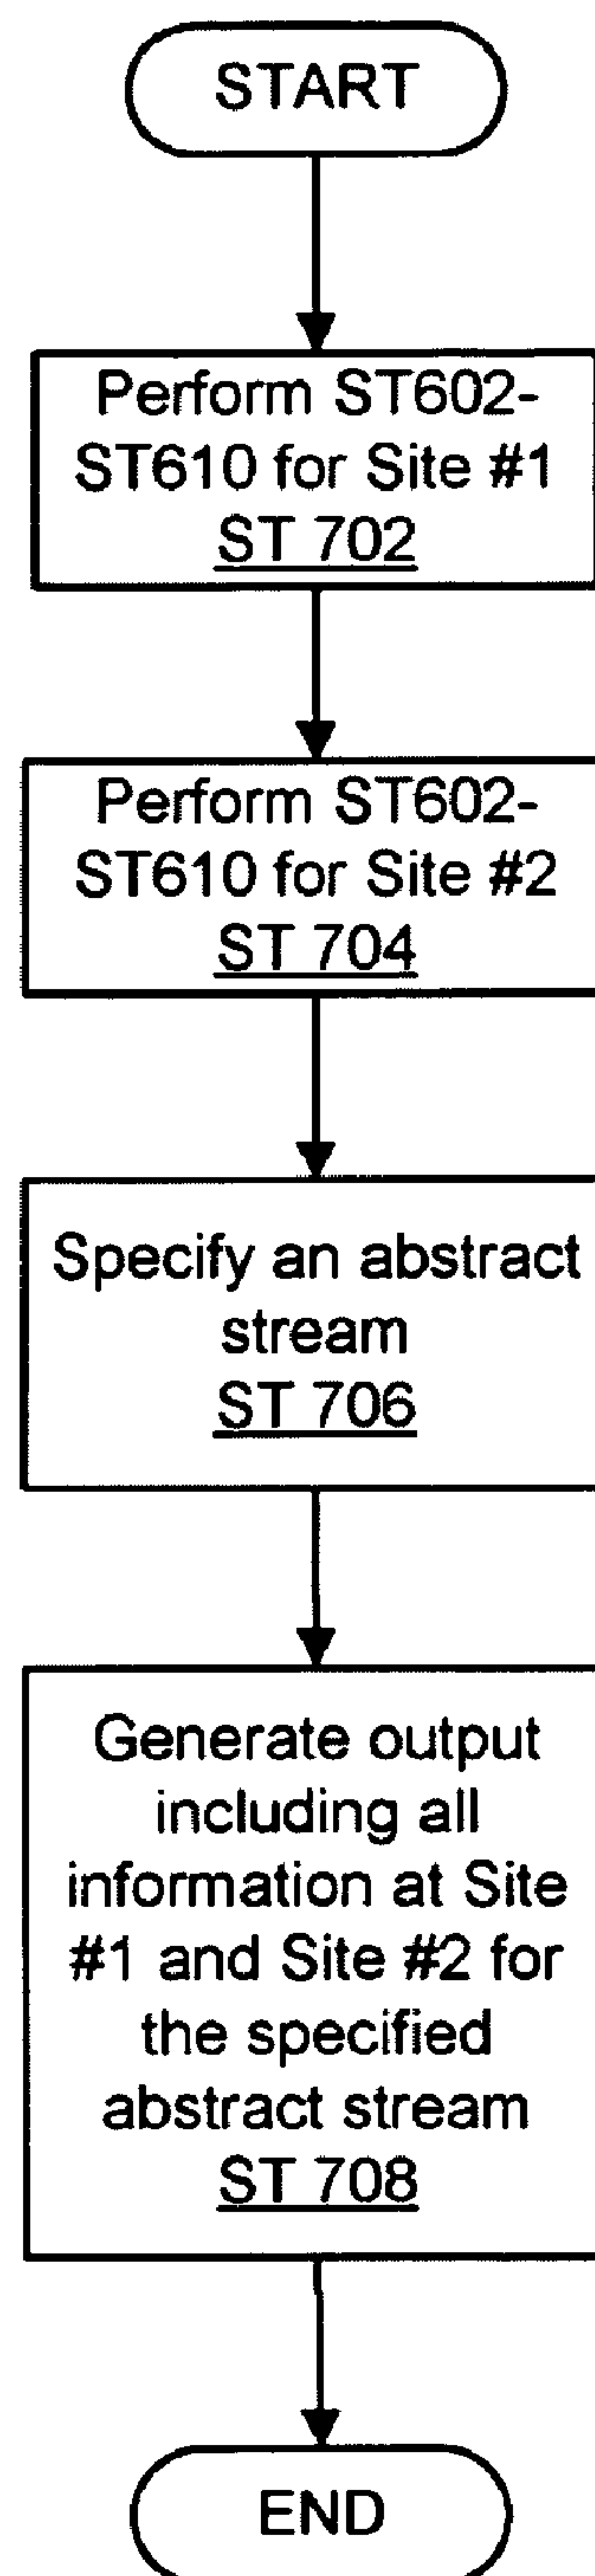 START
Perform ST602-
ST610 for Site #1
ST 702
Perform ST602-
ST610 for Site #2
ST 704
Specify an abstract
stream
ST 706
Generate output
including all
information at Site
#1 and Site #2 for
the specified
abstract stream
ST 708
END